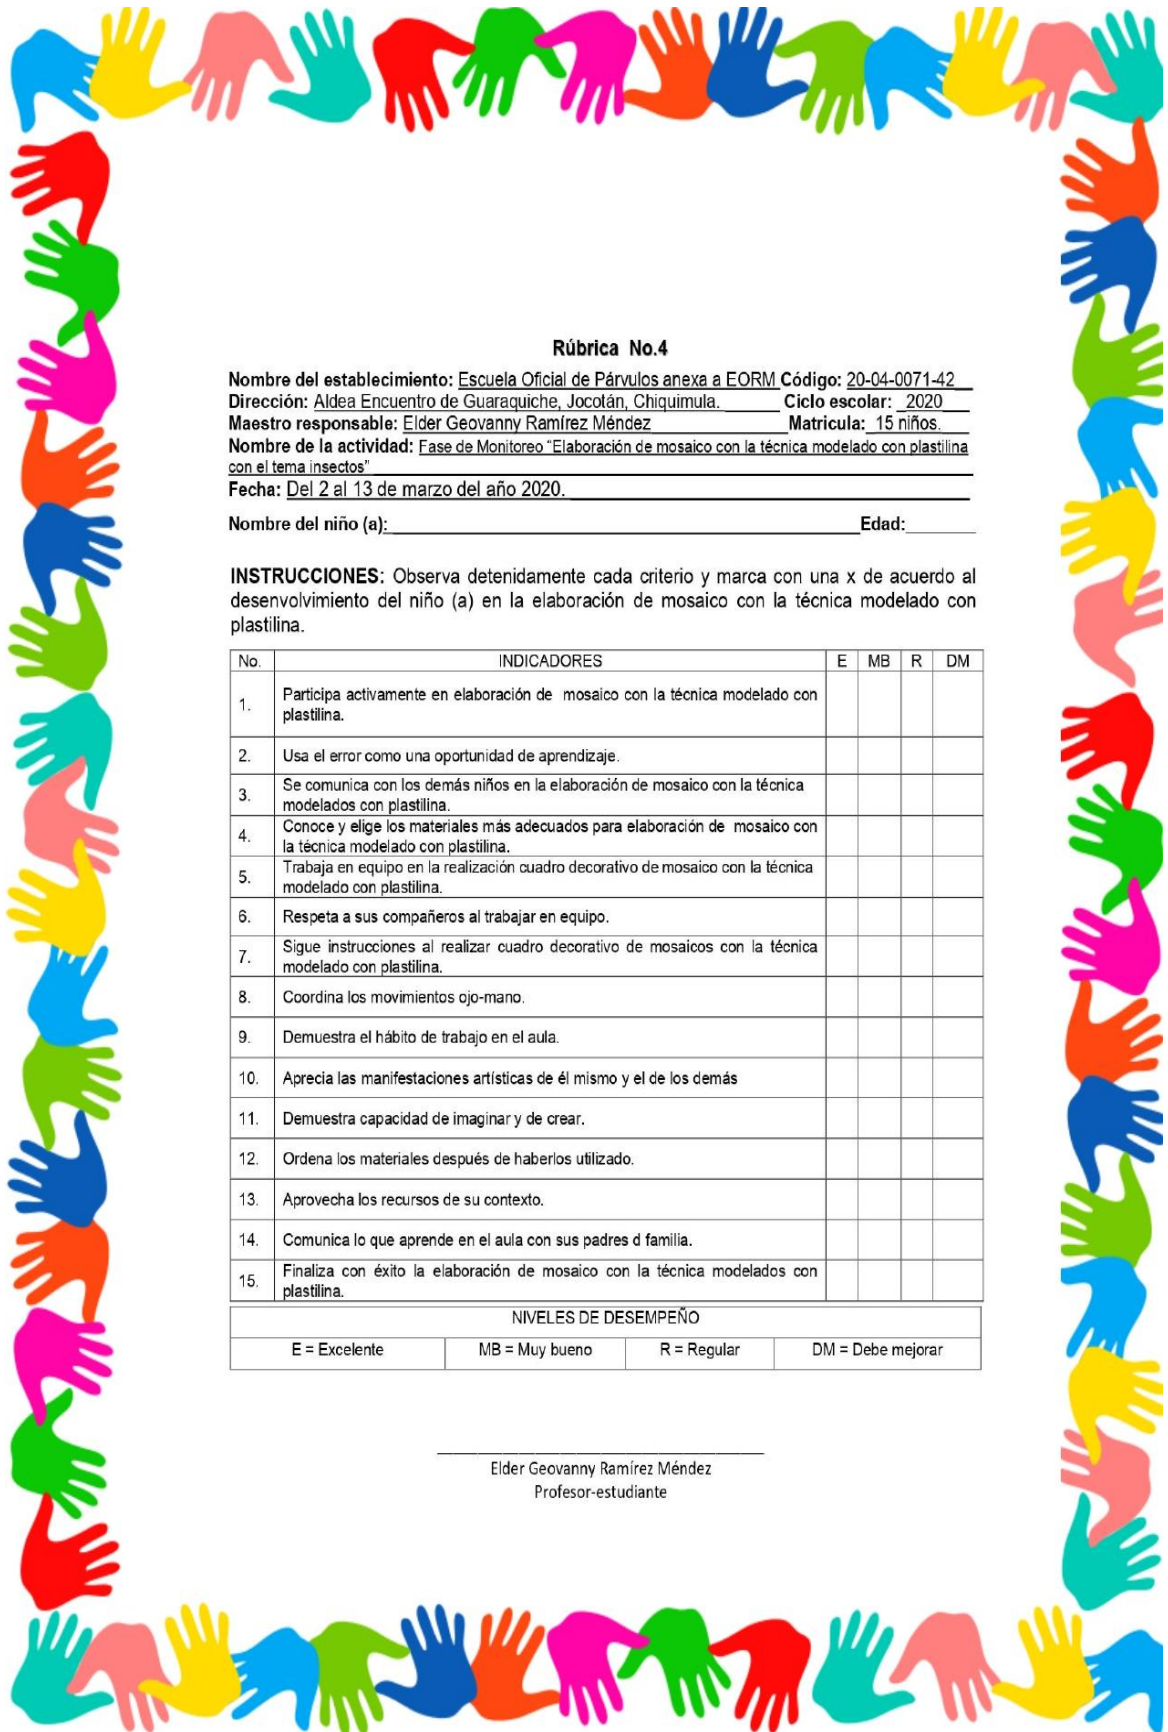 Rúbrica No.4
Nombre del establecimiento: Escuela Oficial de Párvulos anexa a EORM Código: 20-04-0071-42
Dirección: Aldea Encuentro de Guaraquiche, Jocotán, Chiquimula. Ciclo escolar: 2020
Maestro responsable: Elder Geovanny Ramírez Méndez Matricula: 15 niños.
Nombre de la actividad: Fase de Monitoreo “Elaboración de mosaico con la técnica modelado con plastilina
con el tema insectos”
Fecha: Del 2 al 13 de marzo del año 2020.
Nombre del niño (a): Edad:
INSTRUCCIONES: Observa detenidamente cada criterio y marca con una x de acuerdo al
desenvolvimiento del niño (a) en la elaboración de mosaico con la técnica modelado con
plastilina.
No. INDICADORES E MB R DM
1. Participa activamente en elaboración de mosaico con la técnica modelado con
plastilina.
2. Usa el error como una oportunidad de aprendizaje.
3. Se comunica con los demás niños en la elaboración de mosaico con la técnica
modelados con plastilina.
4. Conoce y elige los materiales más adecuados para elaboración de mosaico con
la técnica modelado con plastilina.
5. Trabaja en equipo en la realización cuadro decorativo de mosaico con la técnica
modelado con plastilina.
6. Respeta a sus compañeros al trabajar en equipo.
7. Sigue instrucciones al realizar cuadro decorativo de mosaicos con la técnica
modelado con plastilina.
8. Coordina los movimientos ojo-mano.
9. Demuestra el hábito de trabajo en el aula.
10. Aprecia las manifestaciones artísticas de él mismo y el de los demás
11. Demuestra capacidad de imaginar y de crear.
12. Ordena los materiales después de haberlos utilizado.
13. Aprovecha los recursos de su contexto.
14. Comunica lo que aprende en el aula con sus padres d familia.
15. Finaliza con éxito la elaboración de mosaico con la técnica modelados con
plastilina.
NIVELES DE DESEMPEÑO
E = Excelente MB = Muy bueno R = Regular DM = Debe mejorar
Elder Geovanny Ramírez Méndez
Profesor-estudiante